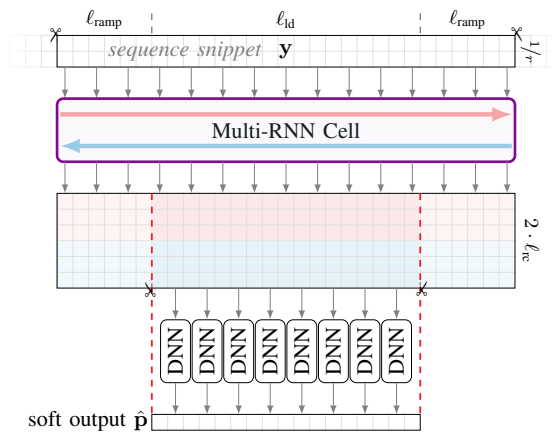 ℓramp ℓld ℓramp
sequence snippet y
1/r
Multi-RNN Cell
2 · ℓrc
DNN DNN DNN DNN DNN DNN DNN DNN
soft output p̂